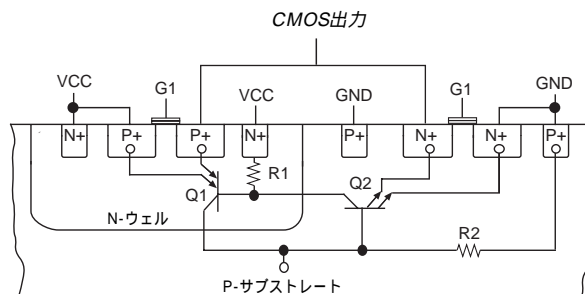 CMOS出力
VCC
G1
VCC
GND
G1
GND
N+
P+
P+
N+
P+
N+
N+
P+
R1
Q1
Q2
R2
N-ウェル
P-サブストレート